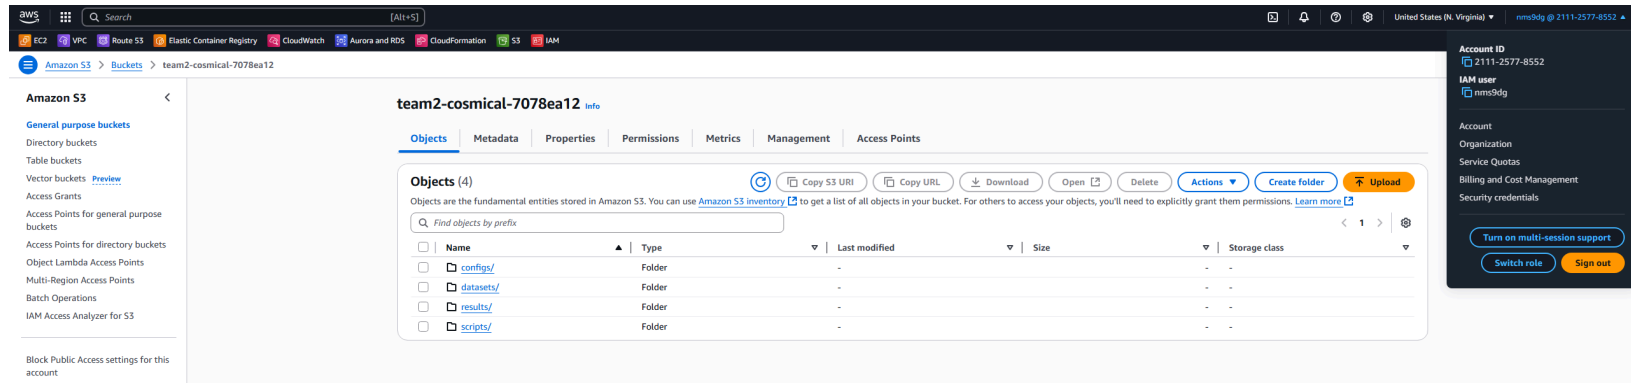 aws Search [Alt+S] United States (N. Virginia) ▼ nms9dg @ 2111-2577-8552 ▲
EC2 VPC Route 53 Elastic Container Registry CloudWatch Aurora and RDS CloudFormation S3 IAM
Amazon S3 > Buckets > team2-cosmical-7078ea12
Account ID
2111-2577-8552
IAM user
nms9dg
Account
Organization
Service Quotas
Billing and Cost Management
Security credentials
Turn on multi-session support
Switch role Sign out
Amazon S3 <
General purpose buckets
Directory buckets
Table buckets
Vector buckets Preview
Access Grants
Access Points for general purpose
buckets
Access Points for directory buckets
Object Lambda Access Points
Multi-Region Access Points
Batch Operations
IAM Access Analyzer for S3
Block Public Access settings for this
account
team2-cosmical-7078ea12 Info
Objects Metadata Properties Permissions Metrics Management Access Points
Objects (4) Copy S3 URI Copy URL Download Open Delete Actions ▼ Create folder Upload
Objects are the fundamental entities stored in Amazon S3. You can use Amazon S3 inventory to get a list of all objects in your bucket. For others to access your objects, you'll need to explicitly grant them permissions. Learn more
Find objects by prefix < 1 >
Name ▲ Type Last modified Size Storage class
configs/ Folder - - -
datasets/ Folder - - -
results/ Folder - - -
scripts/ Folder - - -